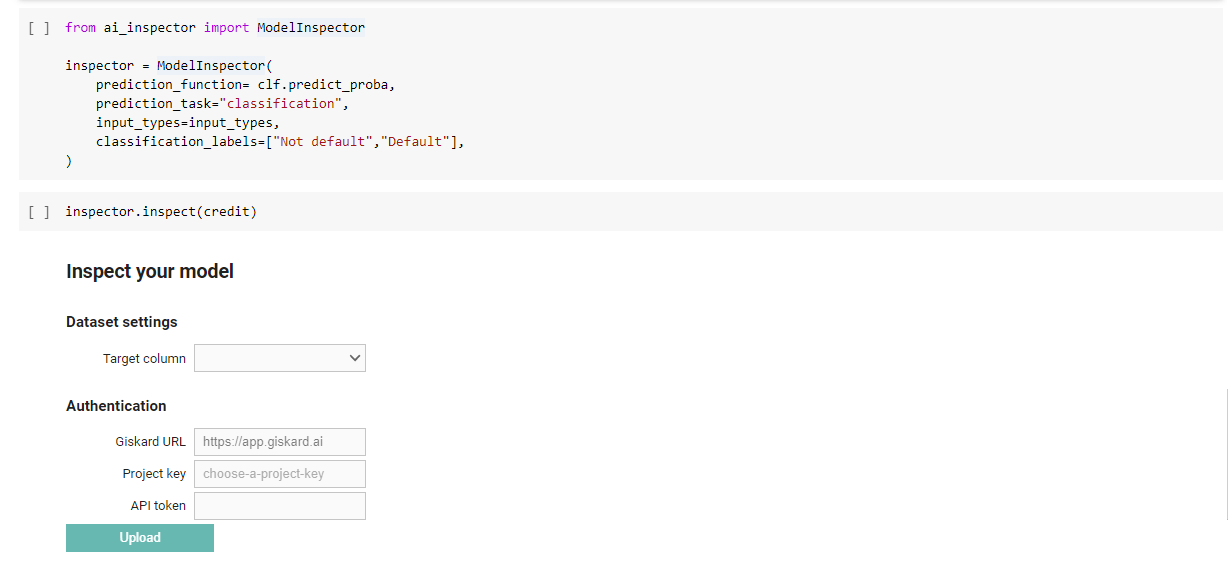 [ ] from ai_inspector import ModelInspector
inspector = ModelInspector(
prediction_function= clf.predict_proba,
prediction_task="classification",
input_types=input_types,
classification_labels=["Not default","Default"],
)
[ ] inspector.inspect(credit)
Inspect your model
Dataset settings
Target column
Authentication
Giskard URL https://app.giskard.ai
Project key choose-a-project-key
API token
Upload